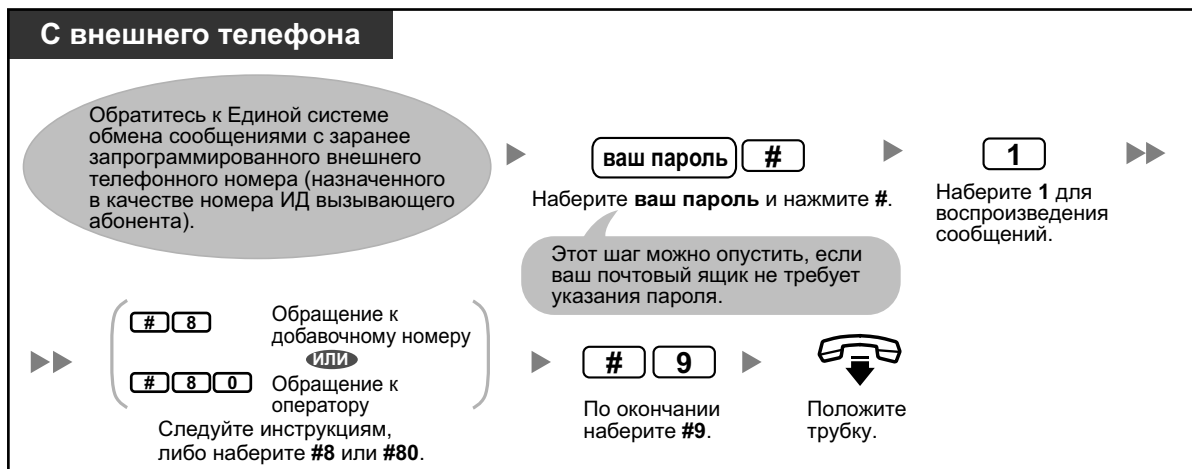 С внешнего телефона
Обратитесь к Единой системе
обмена сообщениями с заранее
запрограммированного внешнего
телефонного номера (назначенного
в качестве номера ИД вызывающего
абонента).
ваш пароль #
Наберите ваш пароль и нажмите #.
Этот шаг можно опустить, если
ваш почтовый ящик не требует
указания пароля.
1
Наберите 1 для
воспроизведения
сообщений.
# 8
Обращение к
добавочному номеру
ИЛИ
# 8 0
Обращение к
оператору
Следуйте инструкциям,
либо наберите #8 или #80.
# 9
По окончании
наберите #9.
Положите
трубку.